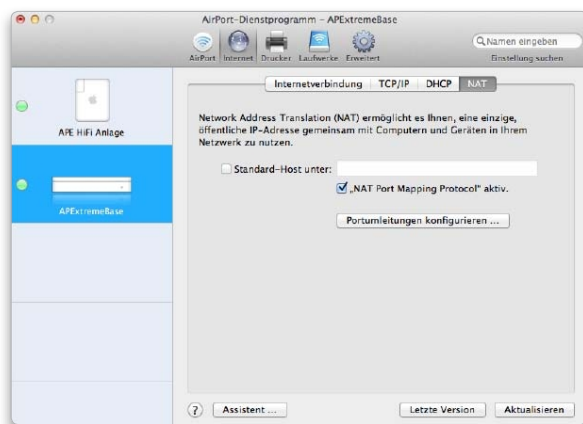 AirPort-Dienstprogramm – APExtremeBase
AirPort Internet Drucker Laufwerke Erweitert
Namen eingeben
Einstellung suchen
APE HiFi Anlage
APExtremeBase
Internetverbindung TCP/IP DHCP NAT
Network Address Translation (NAT) ermöglicht es Ihnen, eine einzige,
öffentliche IP-Adresse gemeinsam mit Computern und Geräten in Ihrem
Netzwerk zu nutzen.
Standard-Host unter:
„NAT Port Mapping Protocol“ aktiv.
Portumleitungen konfigurieren ...
? Assistent ... Letzte Version Aktualisieren